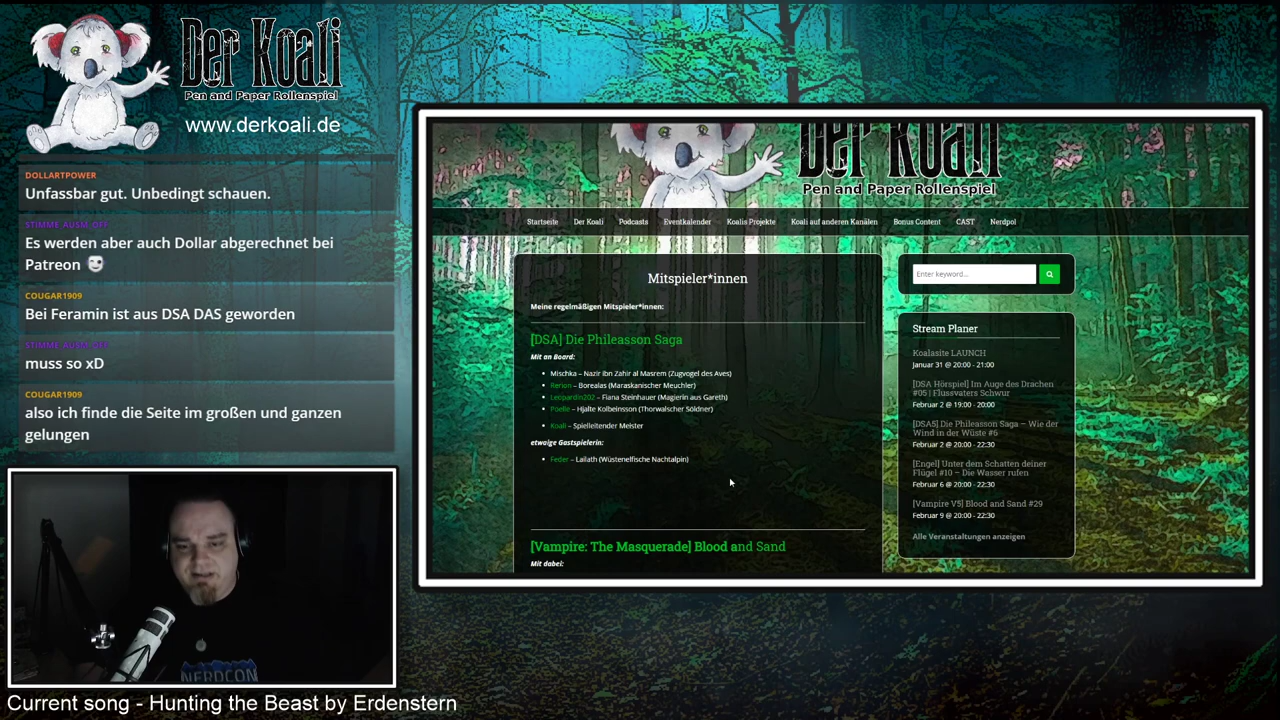 Der Koali
Pen and Paper Rollenspiel
www.derkoali.de
DOLLARTPOWER
Unfassbar gut. Unbedingt schauen.
STIMME_AUSM_OFF
Es werden aber auch Dollar abgerechnet bei
Patreon
COUGAR1909
Bei Feramin ist aus DSA DAS geworden
STIMME_AUSM_OFF
muss so xD
COUGAR1909
also ich finde die Seite im großen und ganzen
gelungen
NERDCON
Current song - Hunting the Beast by Erdenstern
Der Koali
Pen and Paper Rollenspiel
Startseite Der Koali Podcasts Eventkalender Koalis Projekte Koali auf anderen Kanälen Bonus Content CAST Nerdpol
Mitspieler*innen
Meine regelmäßigen Mitspieler*innen:
[DSA] Die Phileasson Saga
Mit an Board:
Mischka – Nazir ibn Zahir al Masrem (Zugvogel des Aves)
Rerion – Borealas (Maraskanischer Meuchler)
Leopardin202 – Fiana Steinhauer (Magierin aus Gareth)
Poelle – Hjalte Kolbeinsson (Thorwalscher Söldner)
Koali – Spielleitender Meister
etwaige Gastspielerin:
Feder – Lailath (Wüstenelfische Nachtalpin)
[Vampire: The Masquerade] Blood and Sand
Mit dabei:
Enter keyword...
Stream Planer
Koalasite LAUNCH
Januar 31 @ 20:00 - 21:00
[DSA Hörspiel] Im Auge des Drachen
#05 | Flussvaters Schwur
Februar 2 @ 19:00 - 20:00
[DSA5] Die Phileasson Saga – Wie der
Wind in der Wüste #6
Februar 2 @ 20:00 - 22:30
[Engel] Unter dem Schatten deiner
Flügel #10 – Die Wasser rufen
Februar 6 @ 20:00 - 22:30
[Vampire V5] Blood and Sand #29
Februar 9 @ 20:00 - 22:30
Alle Veranstaltungen anzeigen